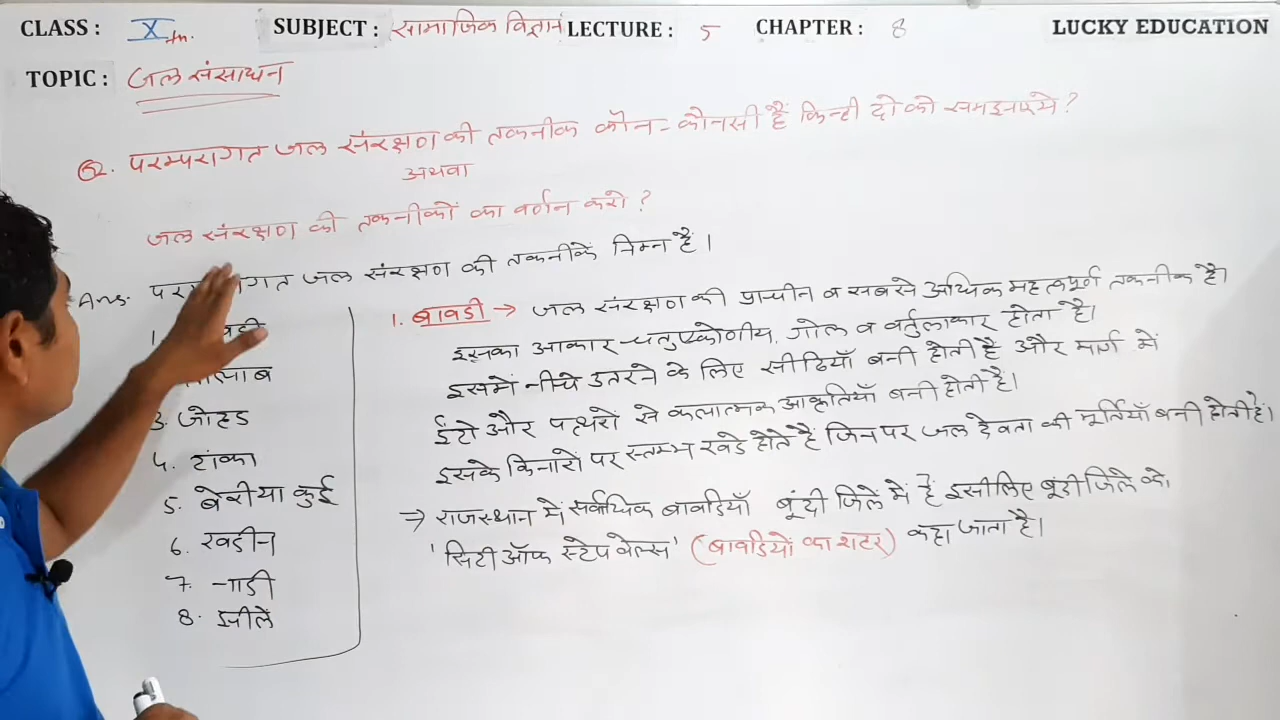 CLASS : X th. SUBJECT : सामाजिक विज्ञान LECTURE : 5 CHAPTER : 8 LUCKY EDUCATION
TOPIC : जल संसाधन
Q2. परम्परागत जल संरक्षण की तकनीक कौन-कौनसी हैं किन्ही दो को समझाइये?
अथवा
जल संरक्षण की तकनीकों का वर्णन करो?
Ans. जल संरक्षण की तकनीकें निम्न हैं।
1.
3. जोहड
4. टांका
5. बेरी या कुई
6. खडीन
7. नाडी
8. झीलें
1. बावडी → जल संरक्षण की प्राचीन व सबसे अधिक महत्वपूर्ण तकनीक है।
इसका आकार चतुष्कोणीय, गोल व वर्तुलाकार होता है।
इसमें नीचे उतरने के लिए सीढियाँ बनी होती है और मार्ग में
ईंटो और पत्थरों से कलात्मक आकृतियाँ बनी होती है।
इसके किनारों पर स्तम्भ खडे होते हैं जिन पर जल देवता की मूर्तियाँ बनी होती हैं।
→ राजस्थान में सर्वाधिक बावडियाँ बूंदी जिलें में हैं इसीलिए बूंदी जिले को
'सिटी ऑफ स्टेप वेल्स' (बावडियों का शहर) कहा जाता है।